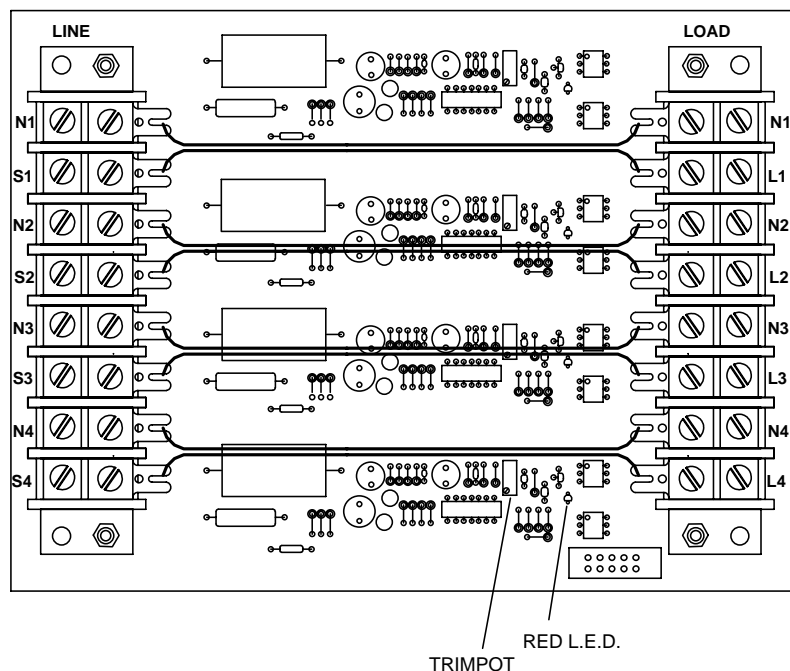 LINE LOAD
N1 N1
S1 L1
N2 N2
S2 L2
N3 N3
S3 L3
N4 N4
S4 L4
RED L.E.D.
TRIMPOT